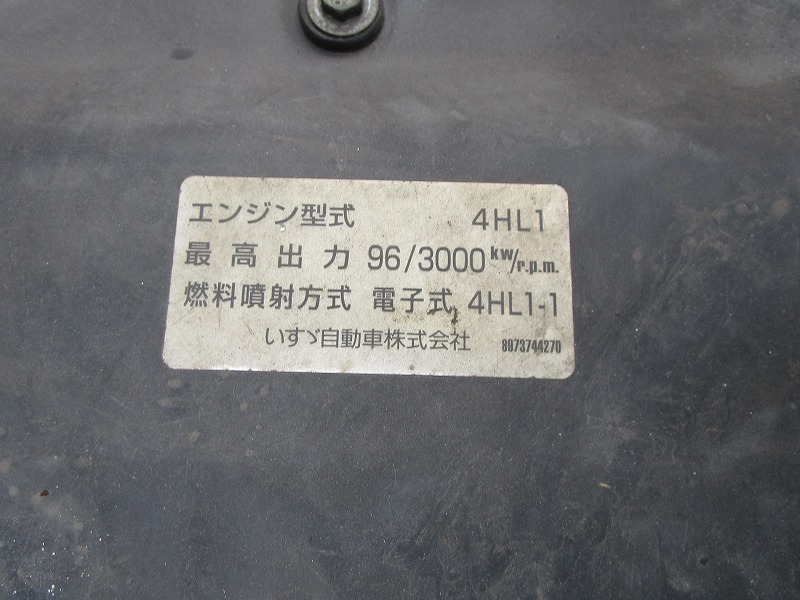 エンジン型式 4HL1
最高出力 96/3000 kw/r.p.m.
燃料噴射方式 電子式 4HL1-1
いすゞ自動車株式会社 8973744270